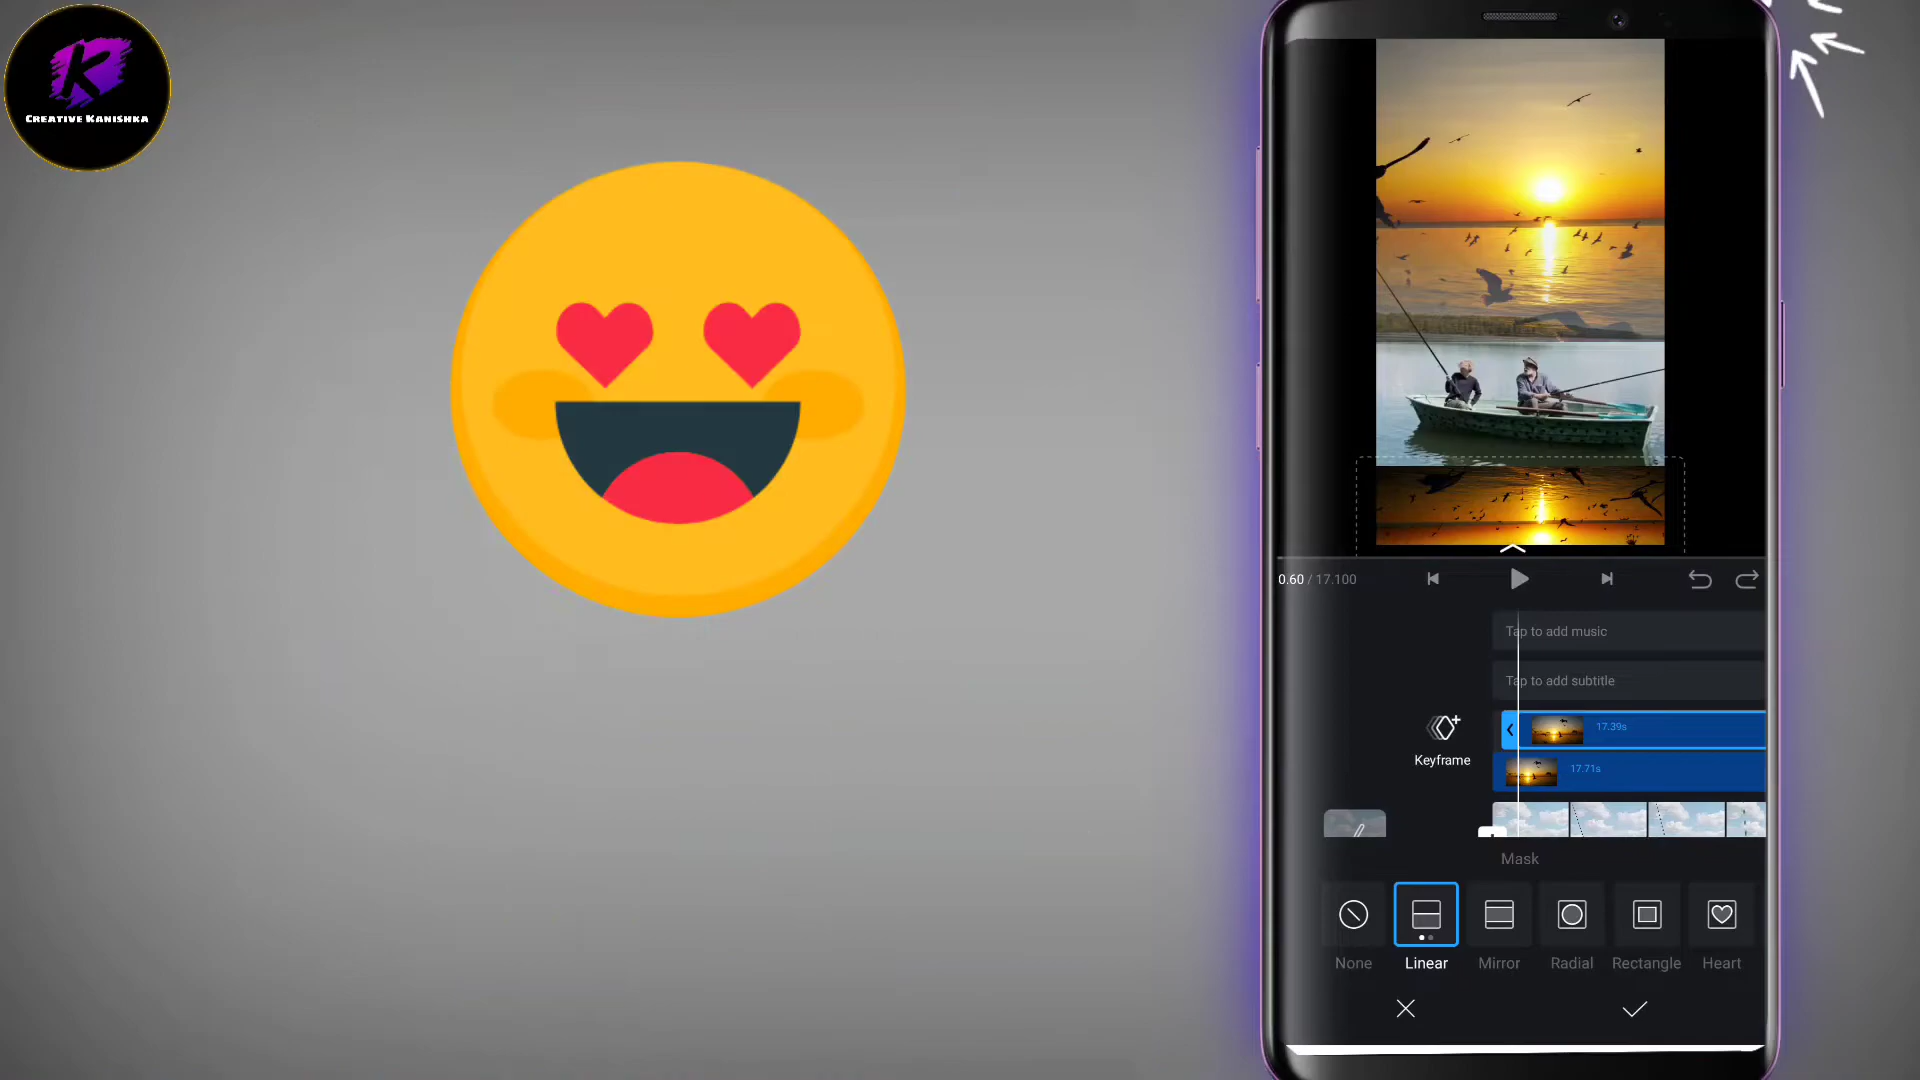 K
CREATIVE KANISHKA
0.60 / 17.100
Tap to add music
Tap to add subtitle
17.39s
Keyframe
17.71s
Mask
None Linear Mirror Radial Rectangle Heart